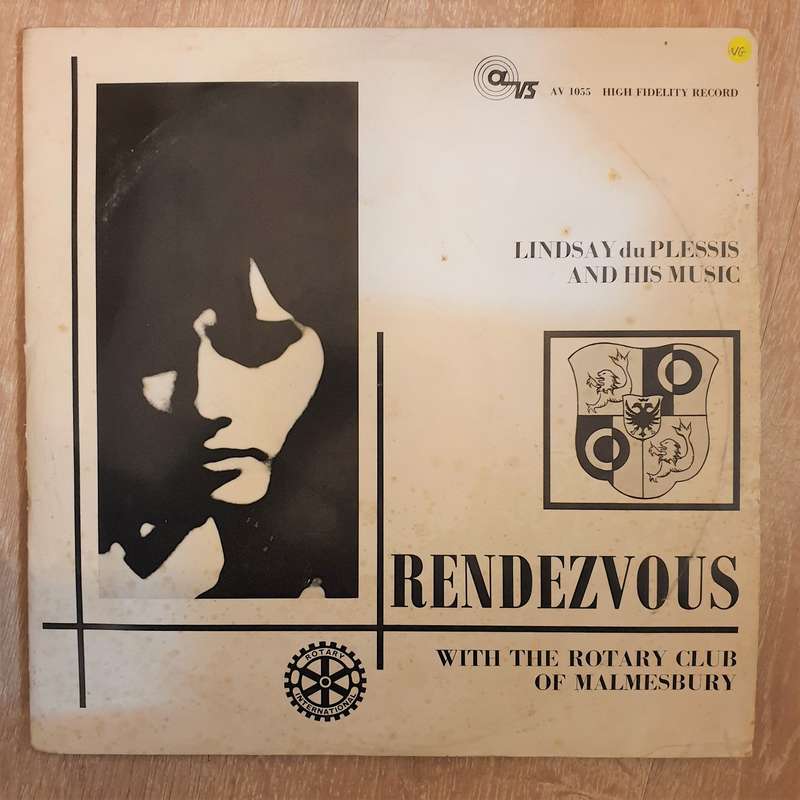 VG
aVS AV 1055 HIGH FIDELITY RECORD
LINDSAY du PLESSIS
AND HIS MUSIC
RENDEZVOUS
WITH THE ROTARY CLUB
OF MALMESBURY
ROTARY
INTERNATIONAL